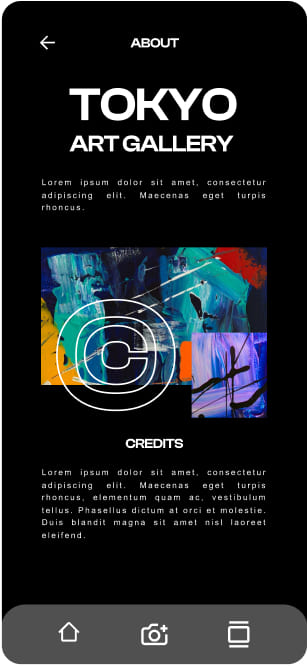 ABOUT
TOKYO
ART GALLERY
Lorem ipsum dolor sit amet, consectetur
adipiscing elit. Maecenas eget turpis
rhoncus.
©
CREDITS
Lorem ipsum dolor sit amet, consectetur
adipiscing elit. Maecenas eget turpis
rhoncus, elementum quam ac, vestibulum
tellus. Phasellus dictum at orci et molestie.
Duis blandit magna sit amet nisl laoreet
eleifend.